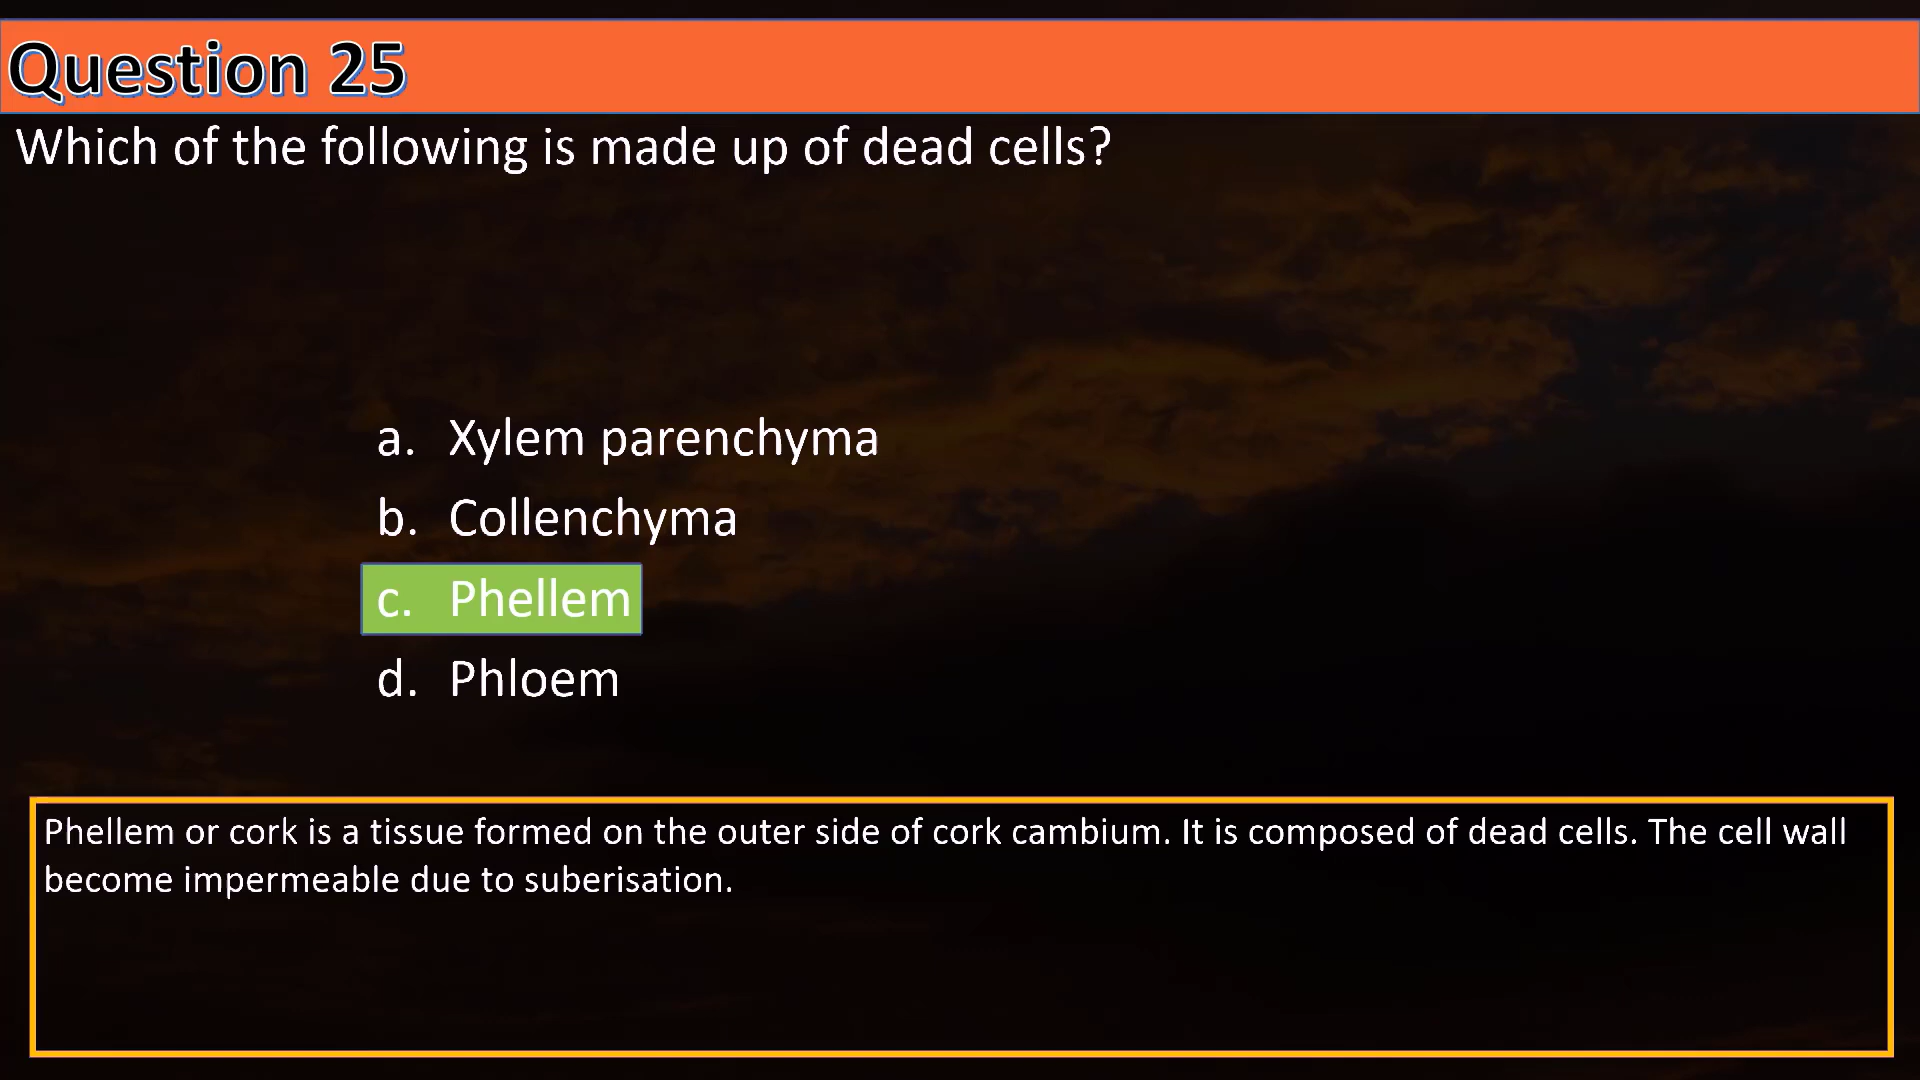 Question 25
Which of the following is made up of dead cells?
a. Xylem parenchyma
b. Collenchyma
c. Phellem
d. Phloem
Phellem or cork is a tissue formed on the outer side of cork cambium. It is composed of dead cells. The cell wall
become impermeable due to suberisation.